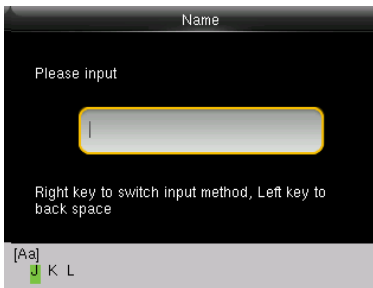 Name
Please input
Right key to switch input method, Left key to
back space
[Aa]
J K L